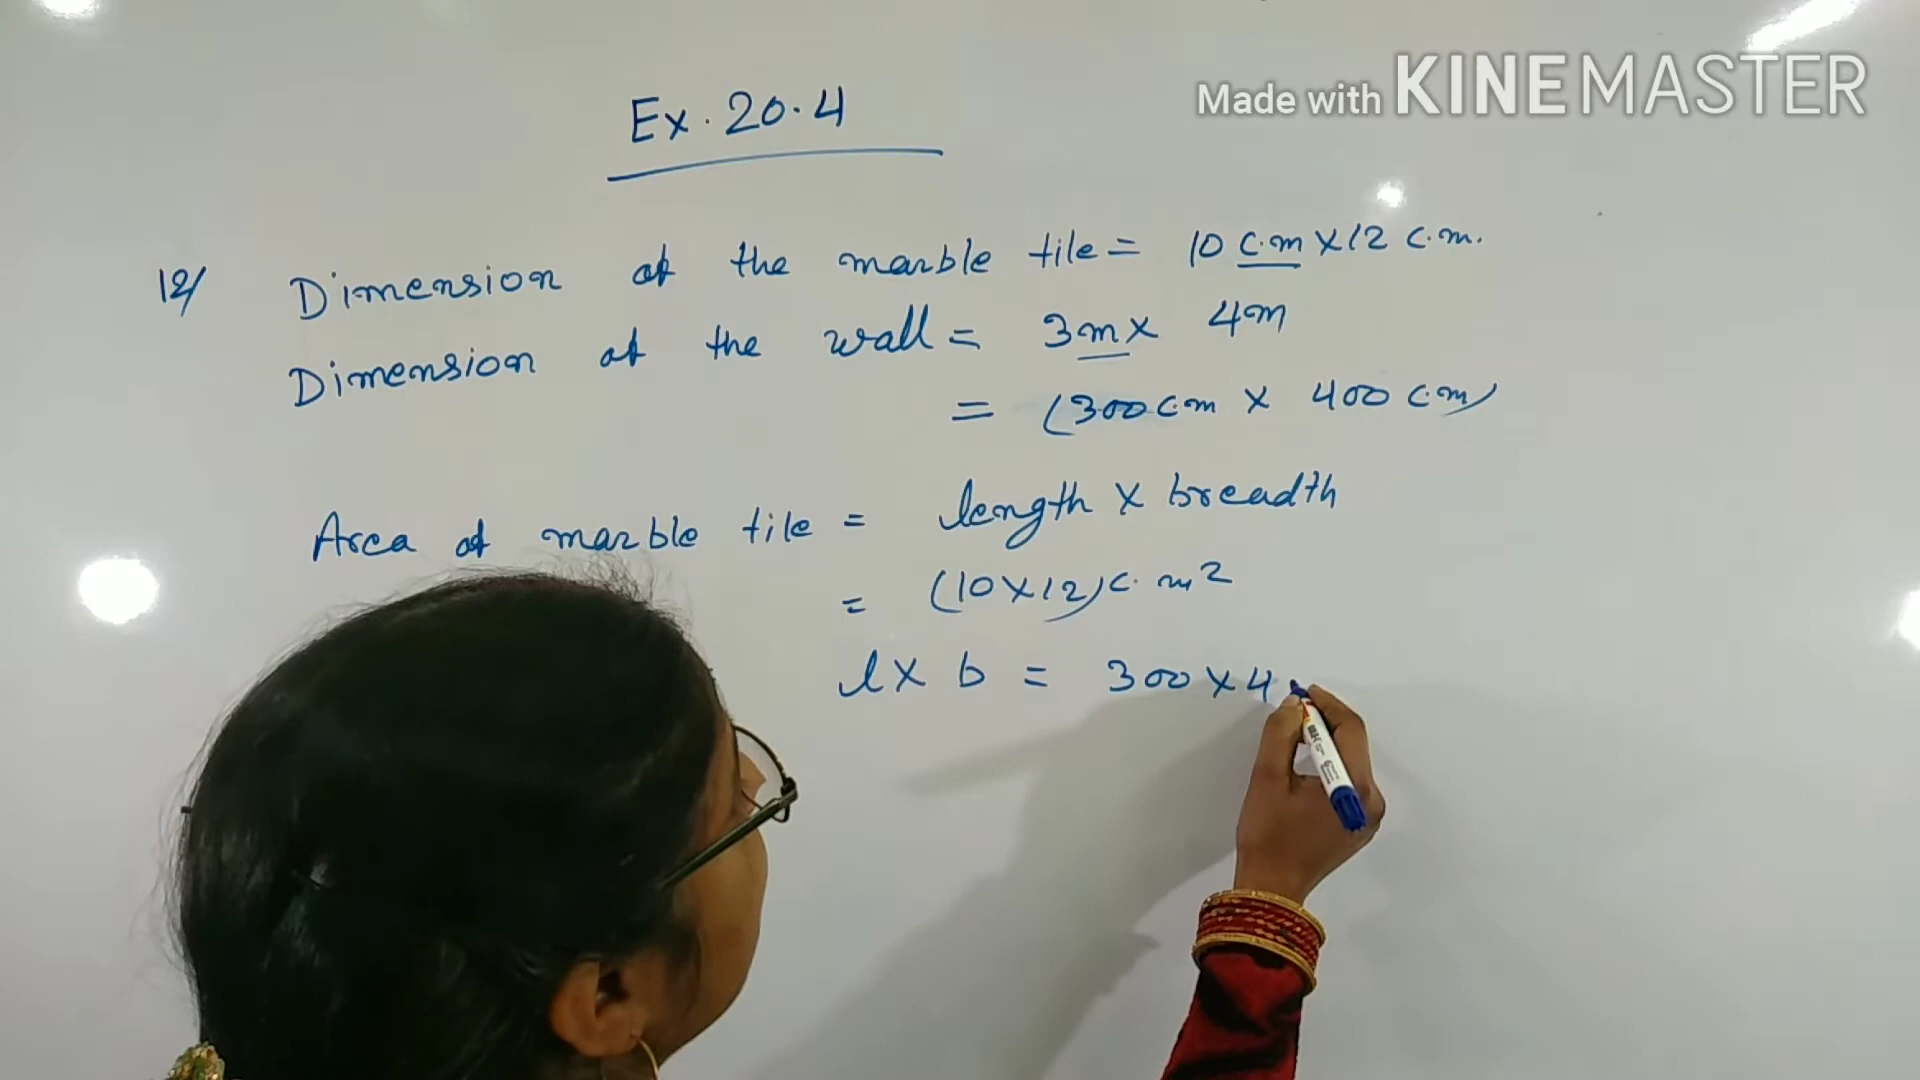 Made with KINEMASTER
Ex. 20.4
12/ Dimension of the marble tile = 10 c.m x 12 c.m.
Dimension of the wall = 3m x 4m
= (300 cm x 400 c.m)
Area of marble tile = length x breadth
= (10x12) c.m²
l x b = 300 x 4